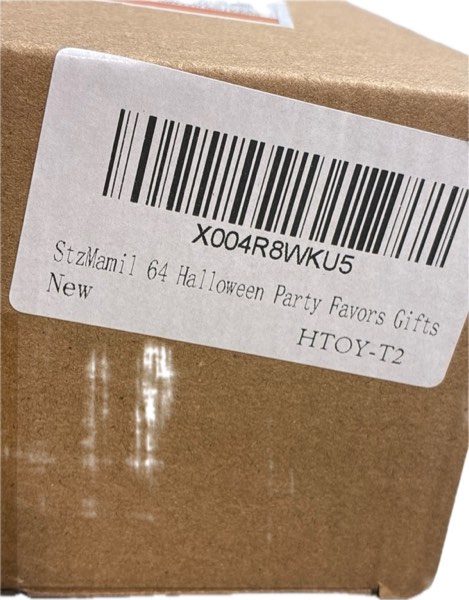 X004R8WKU5
StzMamil 64 Halloween Party Favors Gifts
New
HTOY-T2